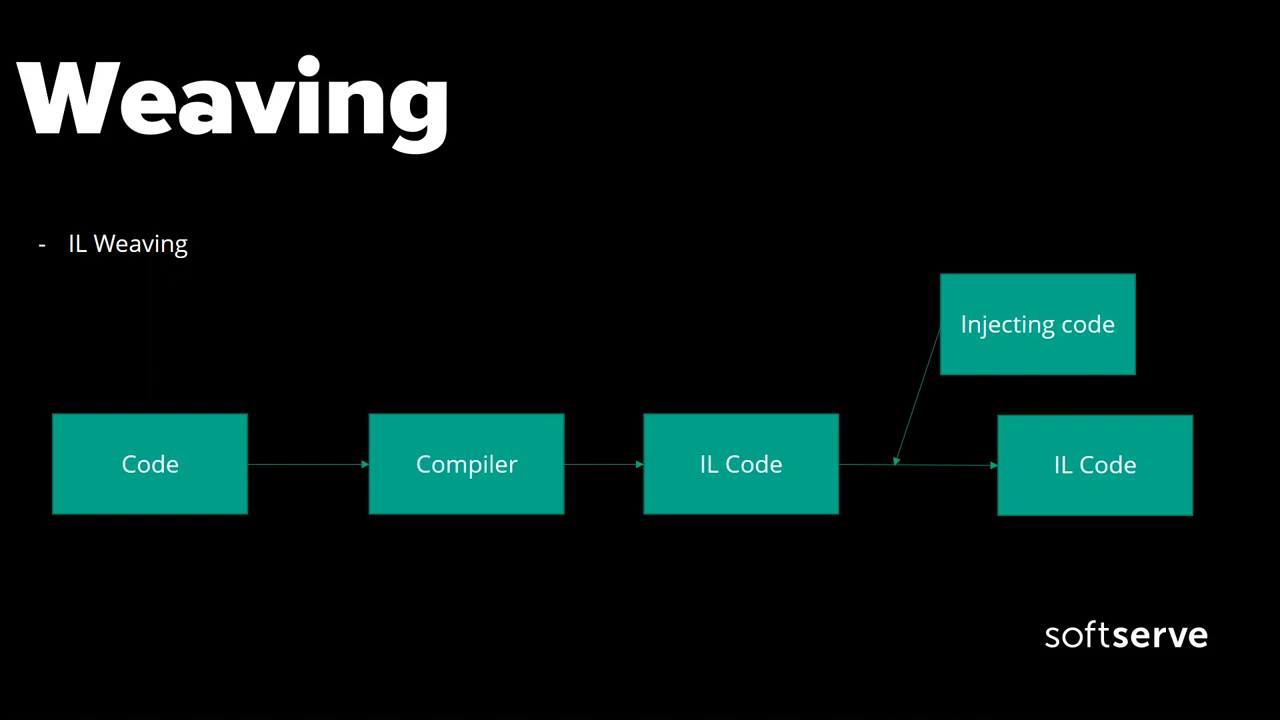 Weaving
- IL Weaving
Injecting code
Code
Compiler
IL Code
IL Code
softserve